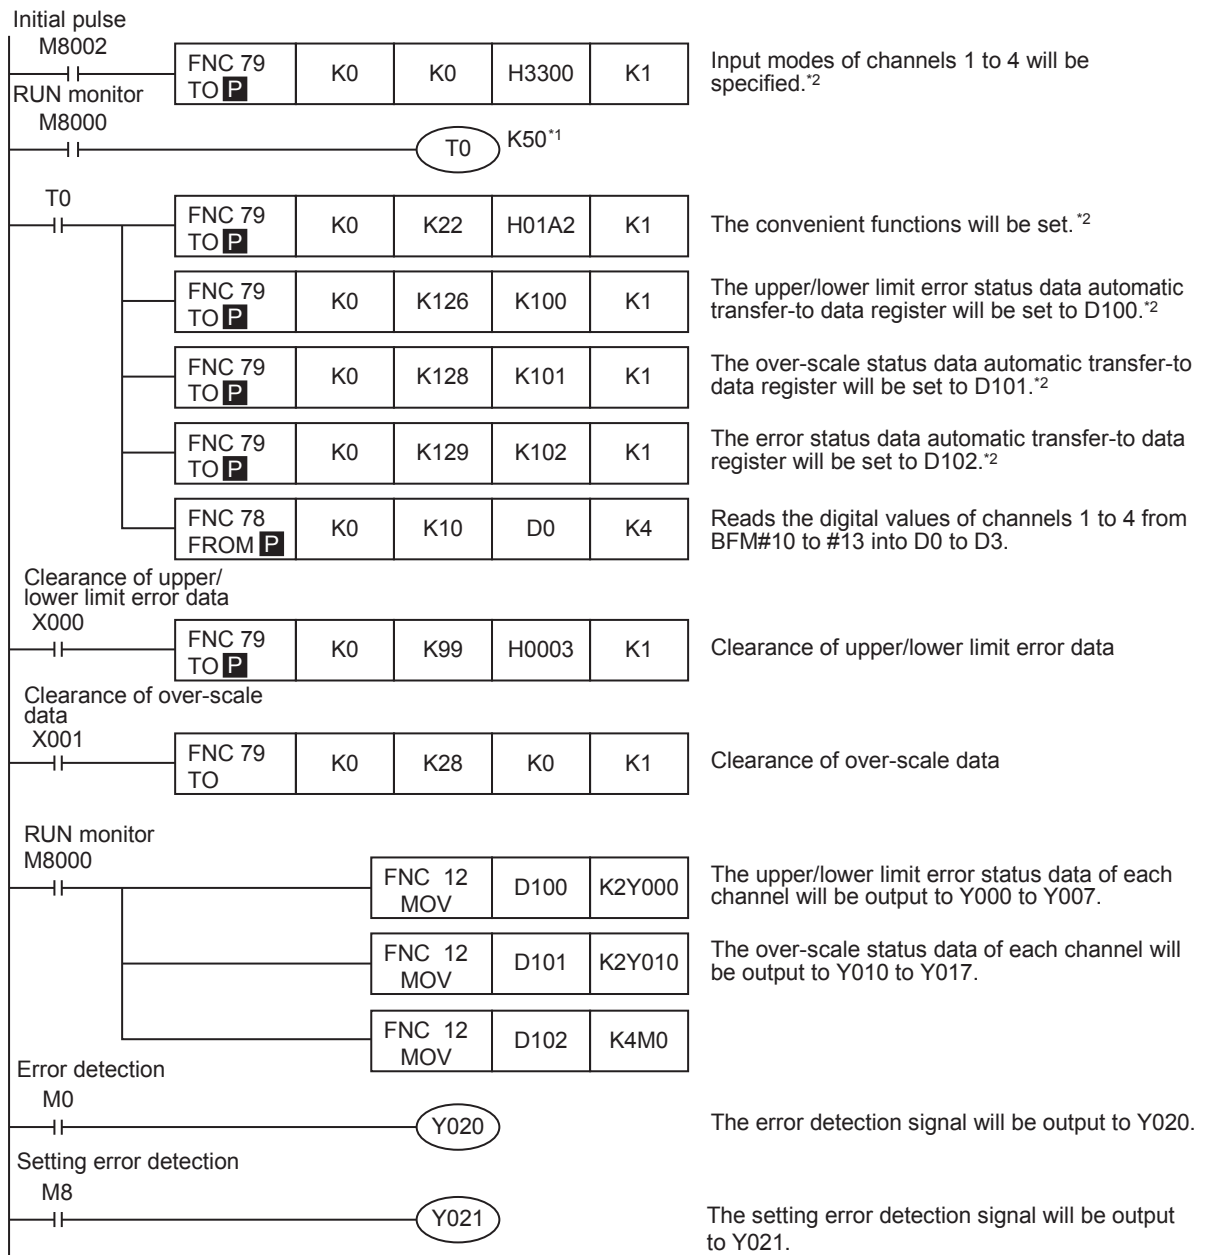 Initial pulse
M8002
FNC 79
TO P
K0
K0
H3300
K1
Input modes of channels 1 to 4 will be
specified.*2
RUN monitor
M8000
T0
K50*1
T0
FNC 79
TO P
K0
K22
H01A2
K1
The convenient functions will be set.*2
FNC 79
TO P
K0
K126
K100
K1
The upper/lower limit error status data automatic
transfer-to data register will be set to D100.*2
FNC 79
TO P
K0
K128
K101
K1
The over-scale status data automatic transfer-to
data register will be set to D101.*2
FNC 79
TO P
K0
K129
K102
K1
The error status data automatic transfer-to data
register will be set to D102.*2
FNC 78
FROM P
K0
K10
D0
K4
Reads the digital values of channels 1 to 4 from
BFM#10 to #13 into D0 to D3.
Clearance of upper/
lower limit error data
X000
FNC 79
TO P
K0
K99
H0003
K1
Clearance of upper/lower limit error data
Clearance of over-scale
data
X001
FNC 79
TO
K0
K28
K0
K1
Clearance of over-scale data
RUN monitor
M8000
FNC 12
MOV
D100
K2Y000
The upper/lower limit error status data of each
channel will be output to Y000 to Y007.
FNC 12
MOV
D101
K2Y010
The over-scale status data of each channel will
be output to Y010 to Y017.
FNC 12
MOV
D102
K4M0
Error detection
M0
Y020
The error detection signal will be output to Y020.
Setting error detection
M8
Y021
The setting error detection signal will be output
to Y021.